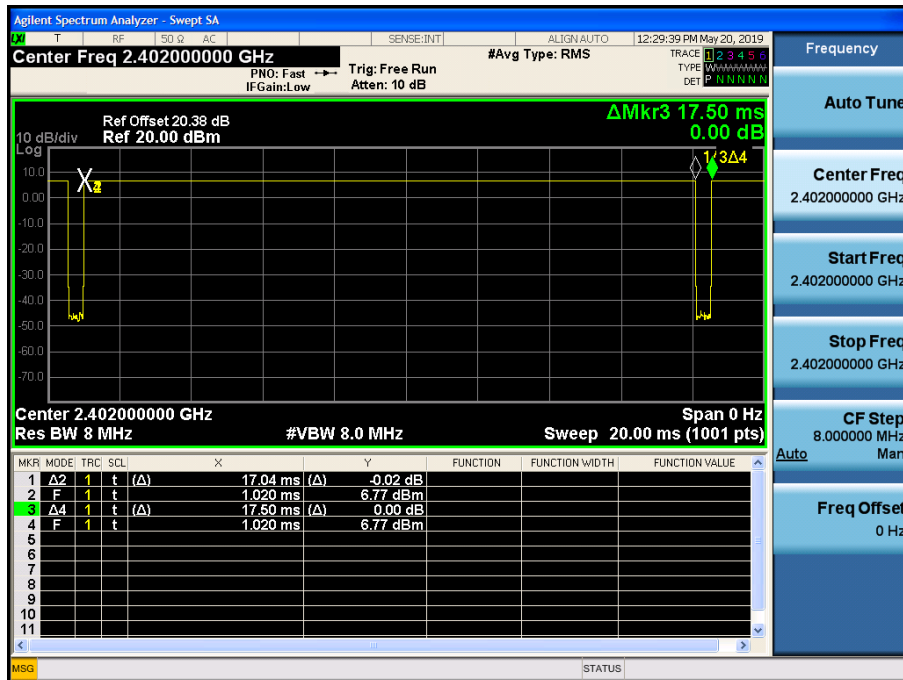 Agilent Spectrum Analyzer - Swept SA
LXI T RF 50 Ω AC SENSE:INT ALIGN AUTO 12:29:39 PM May 20, 2019
Center Freq 2.402000000 GHz
#Avg Type: RMS
TRACE 1 2 3 4 5 6
PNO: Fast
Trig: Free Run
TYPE WWWWWW
IFGain:Low
Atten: 10 dB
DET P N N N N N
Ref Offset 20.38 dB
ΔMkr3 17.50 ms
10 dB/div
Ref 20.00 dBm
0.00 dB
Log
10.0
0.00
-10.0
-20.0
-30.0
-40.0
-50.0
-60.0
-70.0
3Δ4
Center 2.402000000 GHz
Span 0 Hz
Res BW 8 MHz
#VBW 8.0 MHz
Sweep 20.00 ms (1001 pts)
MKR MODE TRC SCL X Y FUNCTION FUNCTION WIDTH FUNCTION VALUE
1 Δ2 1 t (Δ) 17.04 ms (Δ) -0.02 dB
2 F 1 t 1.020 ms 6.77 dBm
3 Δ4 1 t (Δ) 17.50 ms (Δ) 0.00 dB
4 F 1 t 1.020 ms 6.77 dBm
5
6
7
8
9
10
11
MSG
STATUS
Frequency
Auto Tune
Center Freq
2.402000000 GHz
Start Freq
2.402000000 GHz
Stop Freq
2.402000000 GHz
CF Step
8.000000 MHz
Auto Man
Freq Offset
0 Hz